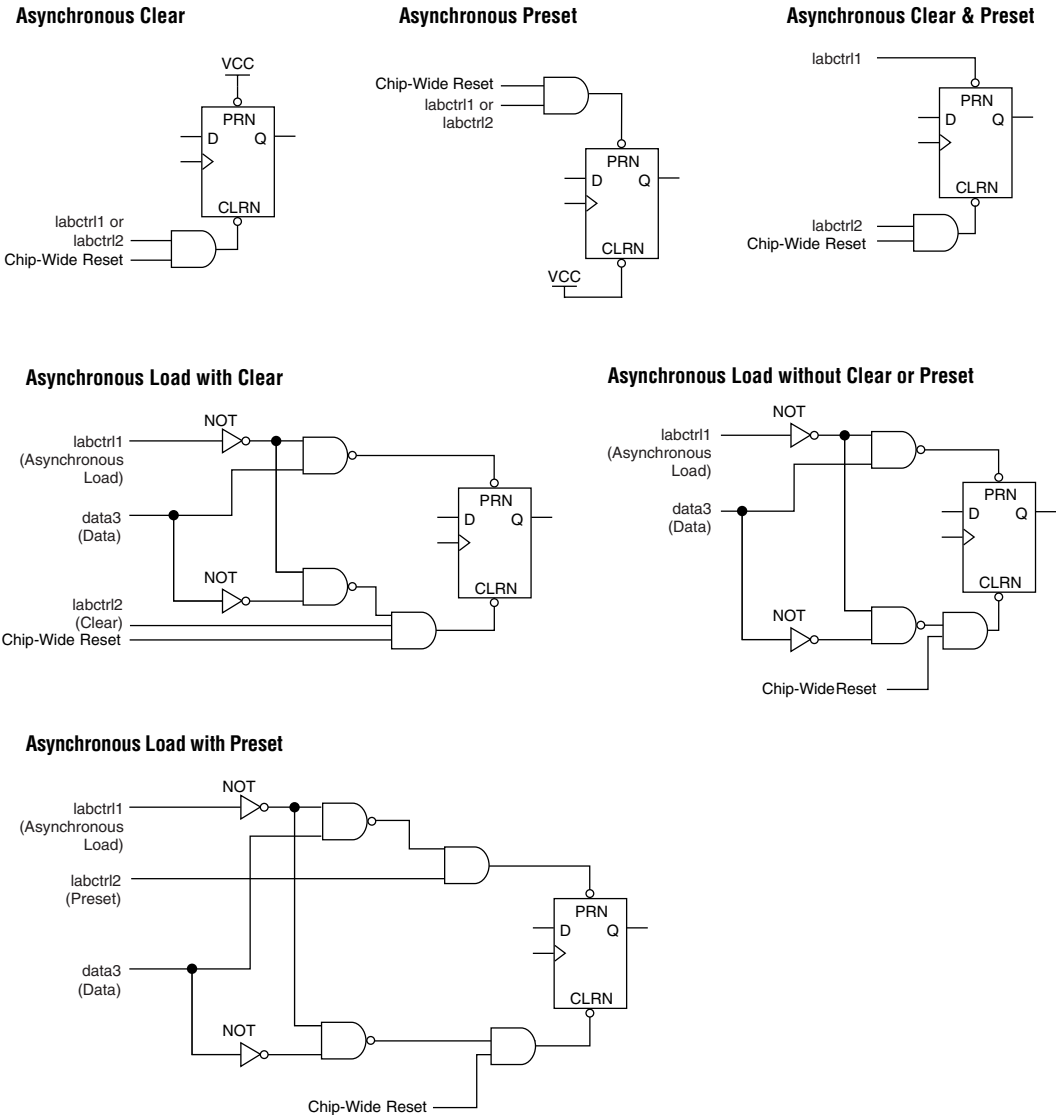 Asynchronous Clear
VCC
PRN
D Q
CLRN
labctrl1 or
labctrl2
Chip-Wide Reset
Asynchronous Preset
Chip-Wide Reset
labctrl1 or
labctrl2
PRN
D Q
CLRN
VCC
Asynchronous Clear & Preset
labctrl1
PRN
D Q
CLRN
labctrl2
Chip-Wide Reset
Asynchronous Load with Clear
NOT
labctrl1
(Asynchronous
Load)
PRN
data3
(Data)
D Q
NOT
CLRN
labctrl2
(Clear)
Chip-Wide Reset
Asynchronous Load without Clear or Preset
NOT
labctrl1
(Asynchronous
Load)
PRN
data3
(Data)
D Q
CLRN
NOT
Chip-WideReset
Asynchronous Load with Preset
NOT
labctrl1
(Asynchronous
Load)
labctrl2
(Preset)
PRN
D Q
data3
(Data)
CLRN
NOT
Chip-Wide Reset